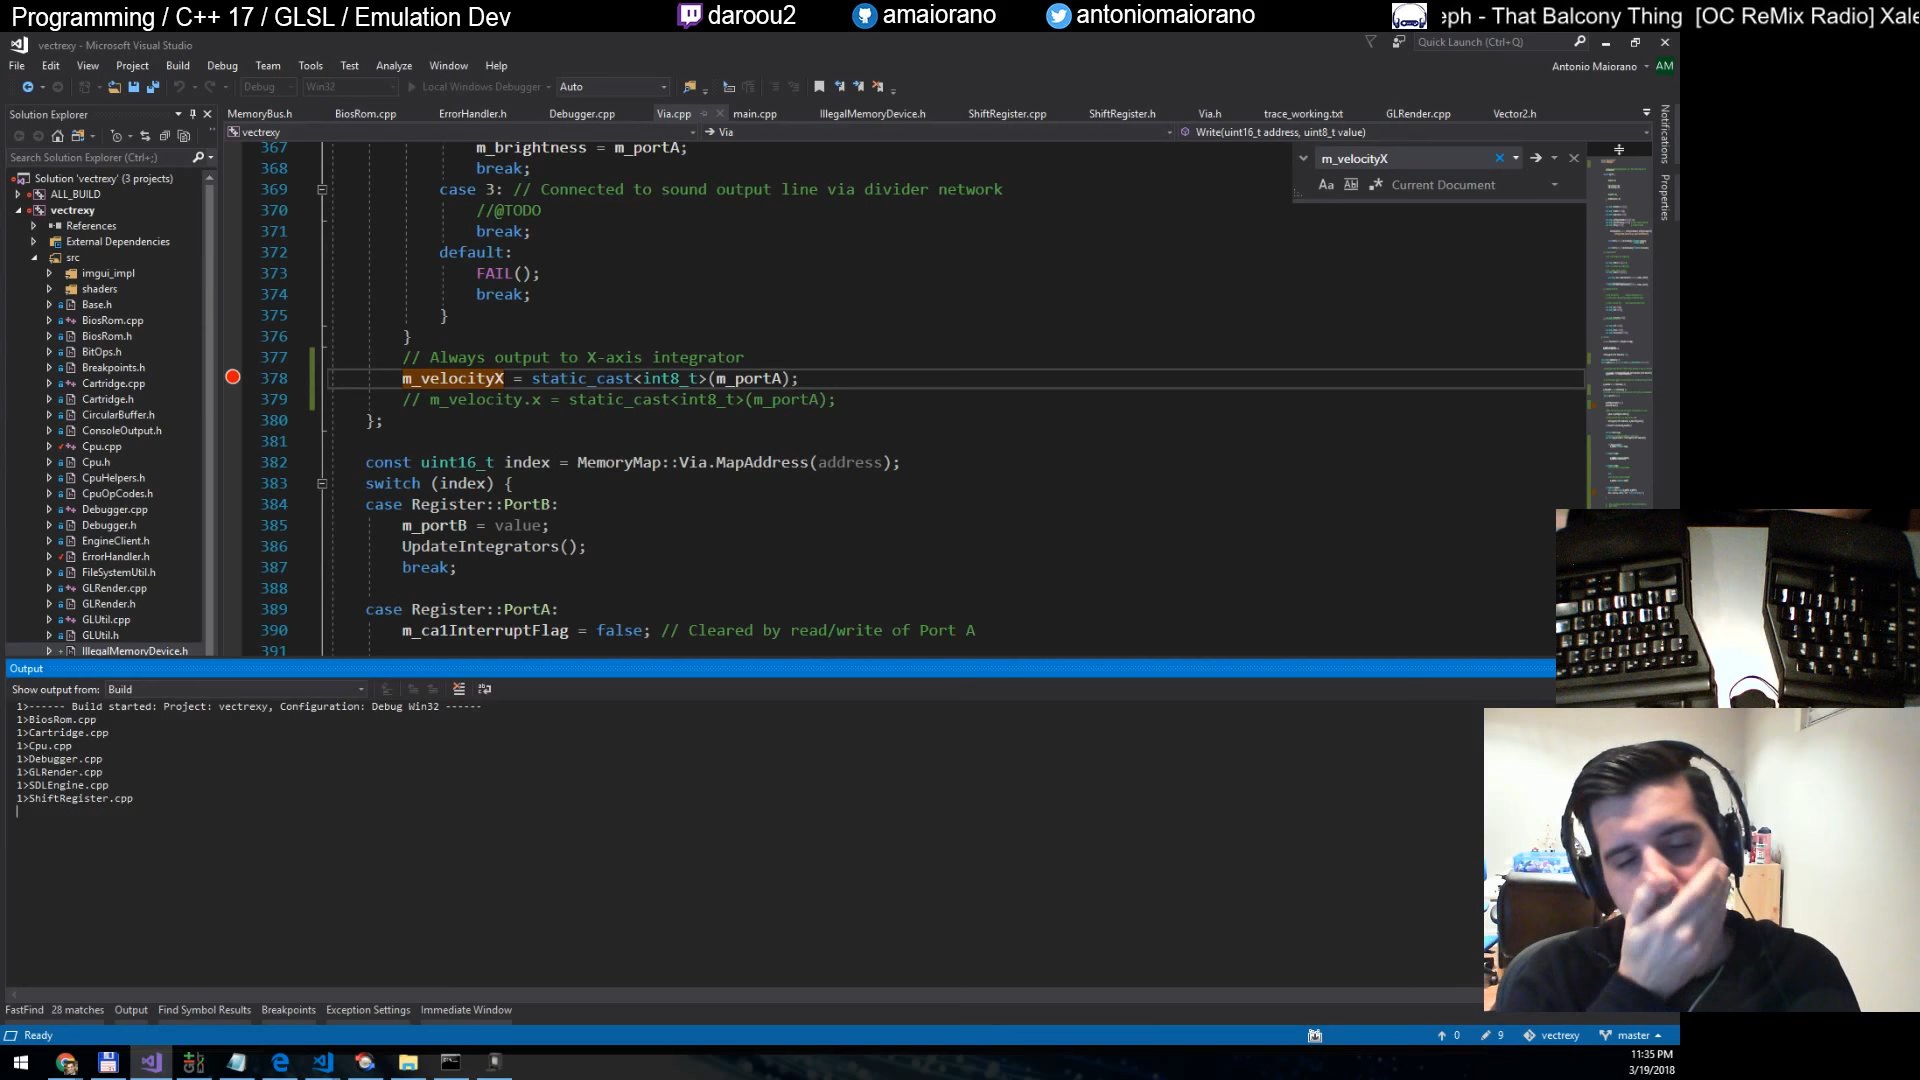 Programming / C++ 17 / GLSL / Emulation Dev
daroou2
amaiorano
antoniomaiorano
eph - That Balcony Thing [OC ReMix Radio] Xale
vectrexy - Microsoft Visual Studio
Quick Launch (Ctrl+Q)
File Edit View Project Build Debug Team Tools Test Analyze Window Help
Antonio Maiorano AM
Debug Win32 Local Windows Debugger Auto
Solution Explorer
MemoryBus.h BiosRom.cpp ErrorHandler.h Debugger.cpp Via.cpp main.cpp IllegalMemoryDevice.h ShiftRegister.cpp ShiftRegister.h Via.h trace_working.txt GLRender.cpp Vector2.h
vectrexy Via Write(uint16_t address, uint8_t value)
Notifications
Properties
m_velocityX
Aa Ab Current Document
Search Solution Explorer (Ctrl+;)
Solution 'vectrexy' (3 projects)
ALL_BUILD
vectrexy
References
External Dependencies
src
imgui_impl
shaders
Base.h
BiosRom.cpp
BiosRom.h
BitOps.h
Breakpoints.h
Cartridge.cpp
Cartridge.h
CircularBuffer.h
ConsoleOutput.h
Cpu.cpp
Cpu.h
CpuHelpers.h
CpuOpCodes.h
Debugger.cpp
Debugger.h
EngineClient.h
ErrorHandler.h
FileSystemUtil.h
GLRender.cpp
GLRender.h
GLUtil.cpp
GLUtil.h
IllegalMemoryDevice.h
367 m_brightness = m_portA;
368 break;
369 case 3: // Connected to sound output line via divider network
370 //@TODO
371 break;
372 default:
373 FAIL();
374 break;
375 }
376 }
377 // Always output to X-axis integrator
378 m_velocityX = static_cast<int8_t>(m_portA);
379 // m_velocity.x = static_cast<int8_t>(m_portA);
380 };
381
382 const uint16_t index = MemoryMap::Via.MapAddress(address);
383 switch (index) {
384 case Register::PortB:
385 m_portB = value;
386 UpdateIntegrators();
387 break;
388
389 case Register::PortA:
390 m_ca1InterruptFlag = false; // Cleared by read/write of Port A
391
Output
Show output from: Build
1>------ Build started: Project: vectrexy, Configuration: Debug Win32 ------
1>BiosRom.cpp
1>Cartridge.cpp
1>Cpu.cpp
1>Debugger.cpp
1>GLRender.cpp
1>SDLEngine.cpp
1>ShiftRegister.cpp
FastFind 28 matches Output Find Symbol Results Breakpoints Exception Settings Immediate Window
Ready
0 9 vectrexy master
11:35 PM
3/19/2018